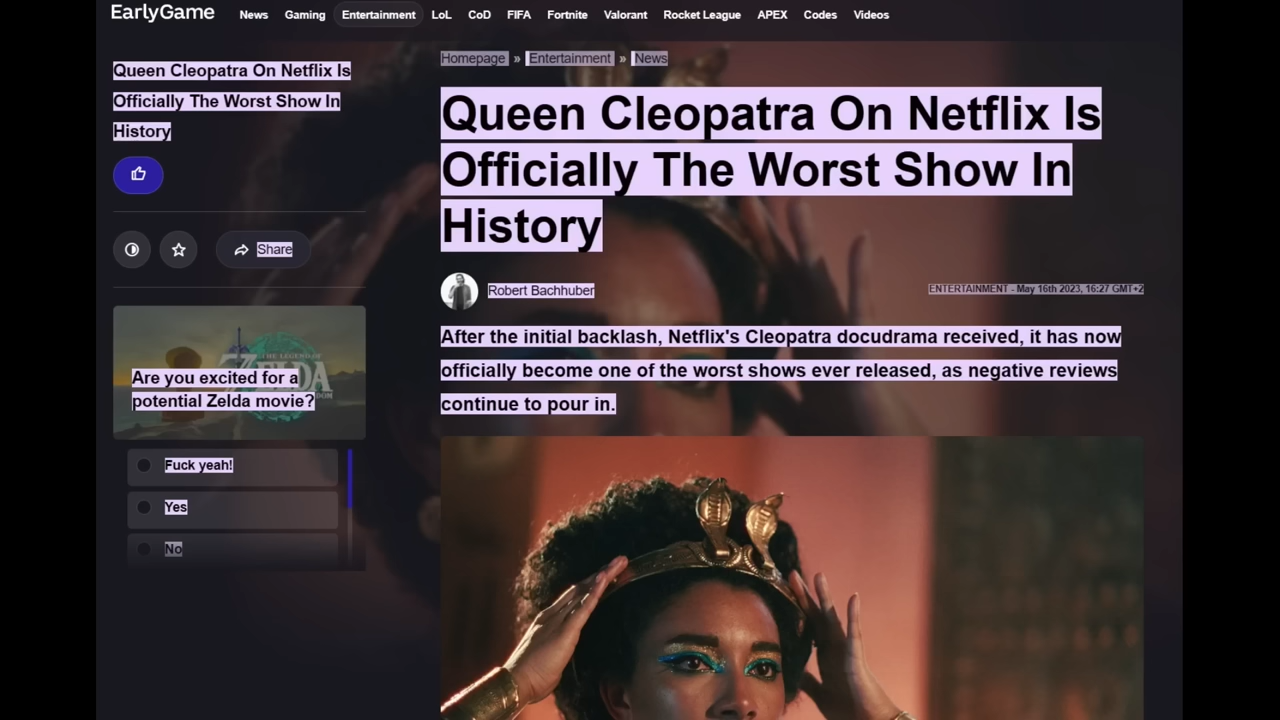 EarlyGame
News Gaming Entertainment LoL CoD FIFA Fortnite Valorant Rocket League APEX Codes Videos
Queen Cleopatra On Netflix Is
Officially The Worst Show In
History
Share
THE LEGEND OF
ZELDA
Are you excited for a
potential Zelda movie?
Fuck yeah!
Yes
No
Homepage » Entertainment » News
Queen Cleopatra On Netflix Is
Officially The Worst Show In
History
Robert Bachhuber
ENTERTAINMENT - May 16th 2023, 16:27 GMT+2
After the initial backlash, Netflix's Cleopatra docudrama received, it has now
officially become one of the worst shows ever released, as negative reviews
continue to pour in.